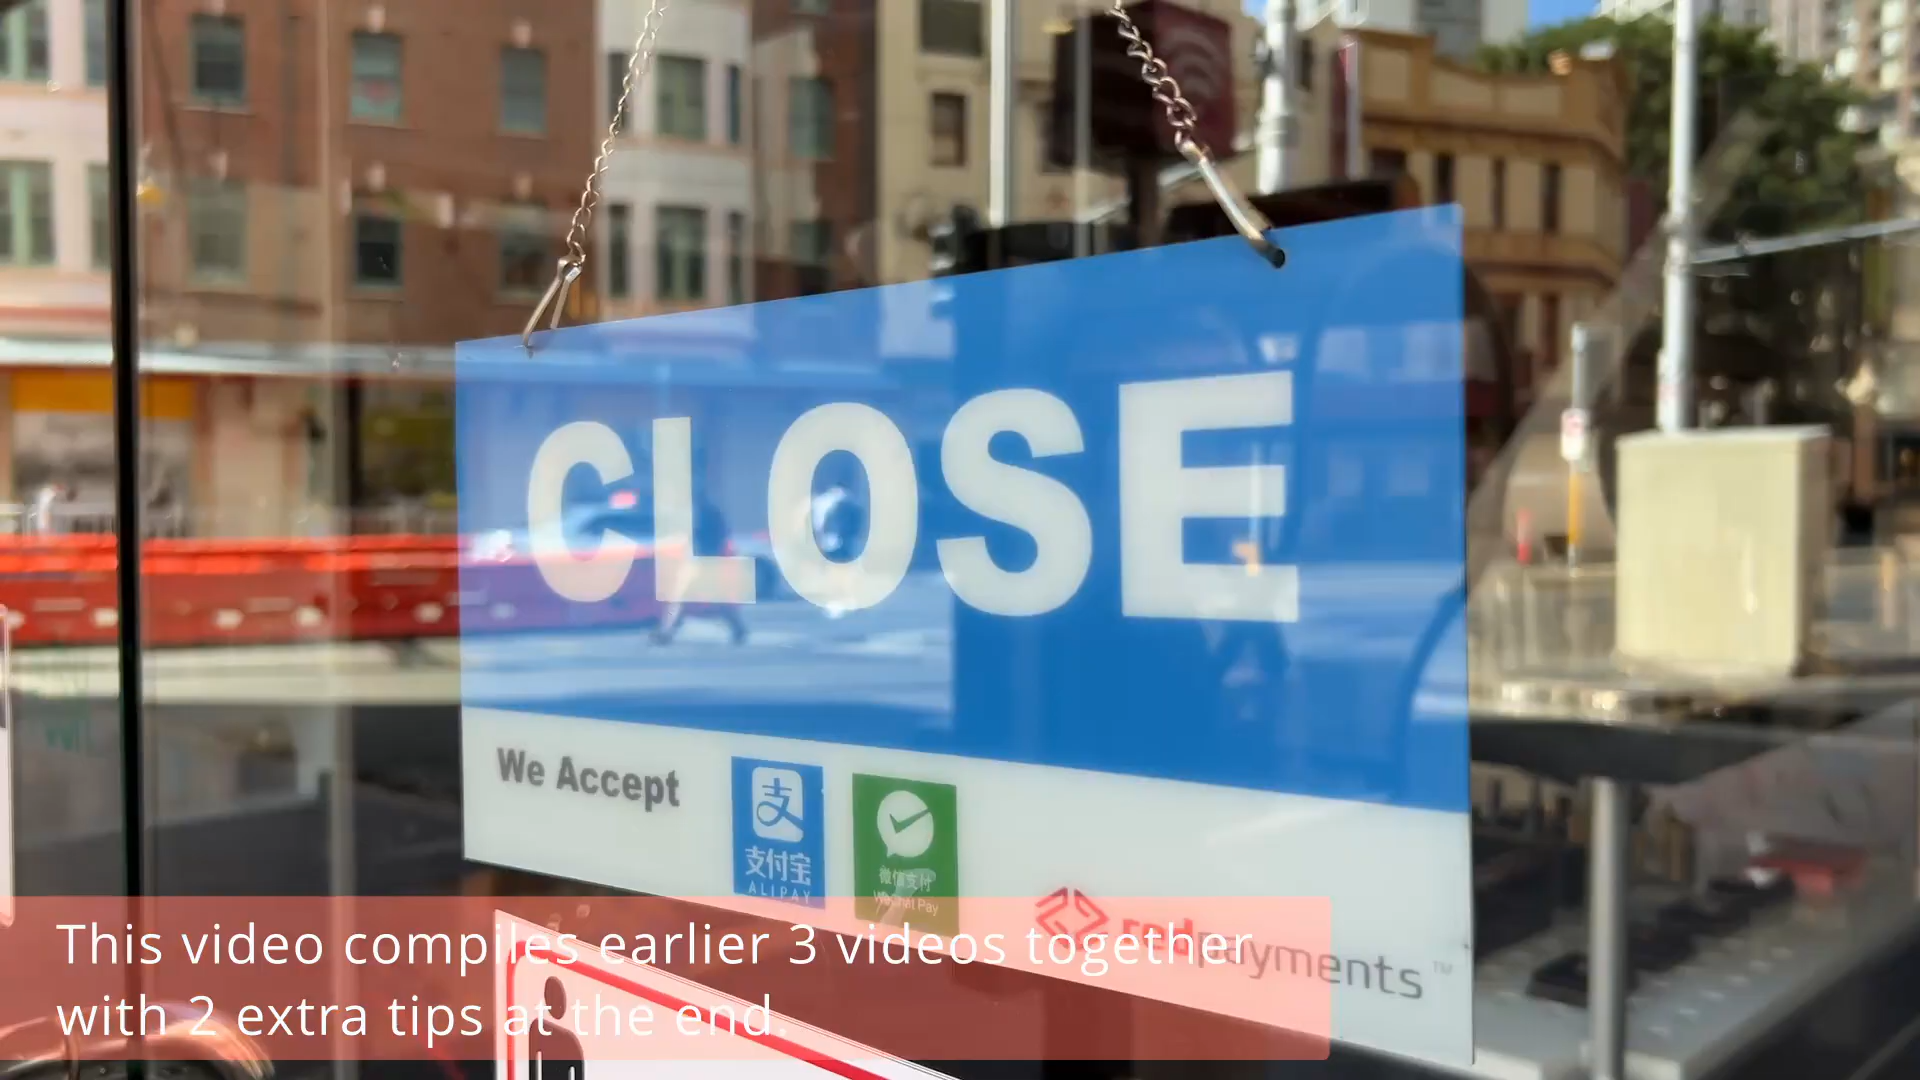 CLOSE
We Accept
支付宝
ALIPAY
微信支付
WeChat Pay
redpayments™
This video compiles earlier 3 videos together
with 2 extra tips at the end.